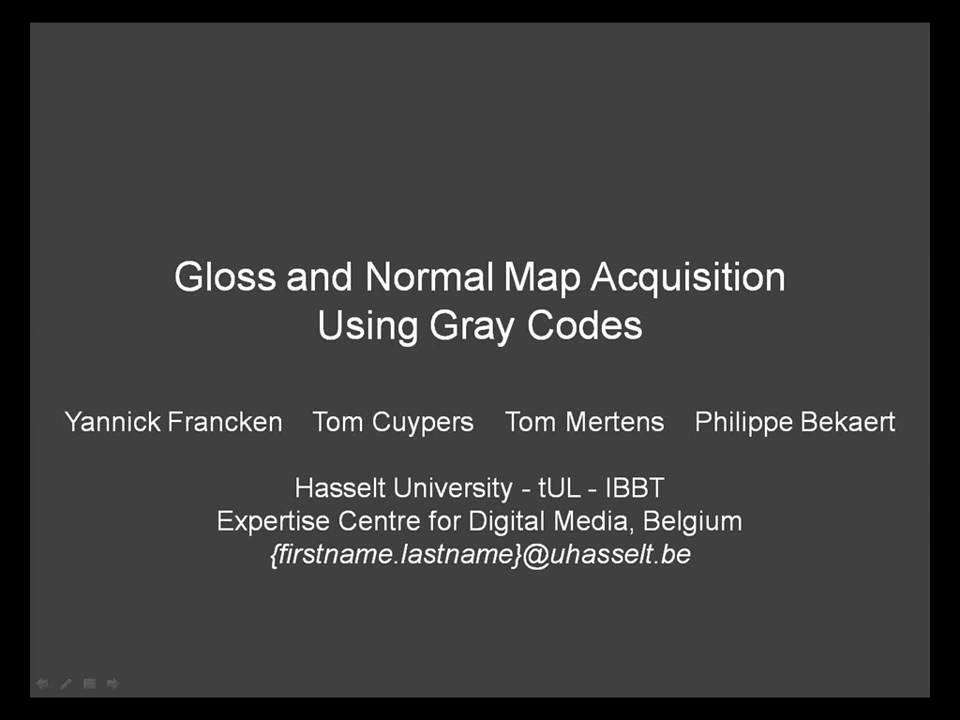 Gloss and Normal Map Acquisition
Using Gray Codes
Yannick Francken Tom Cuypers Tom Mertens Philippe Bekaert
Hasselt University - tUL - IBBT
Expertise Centre for Digital Media, Belgium
{firstname.lastname}@uhasselt.be